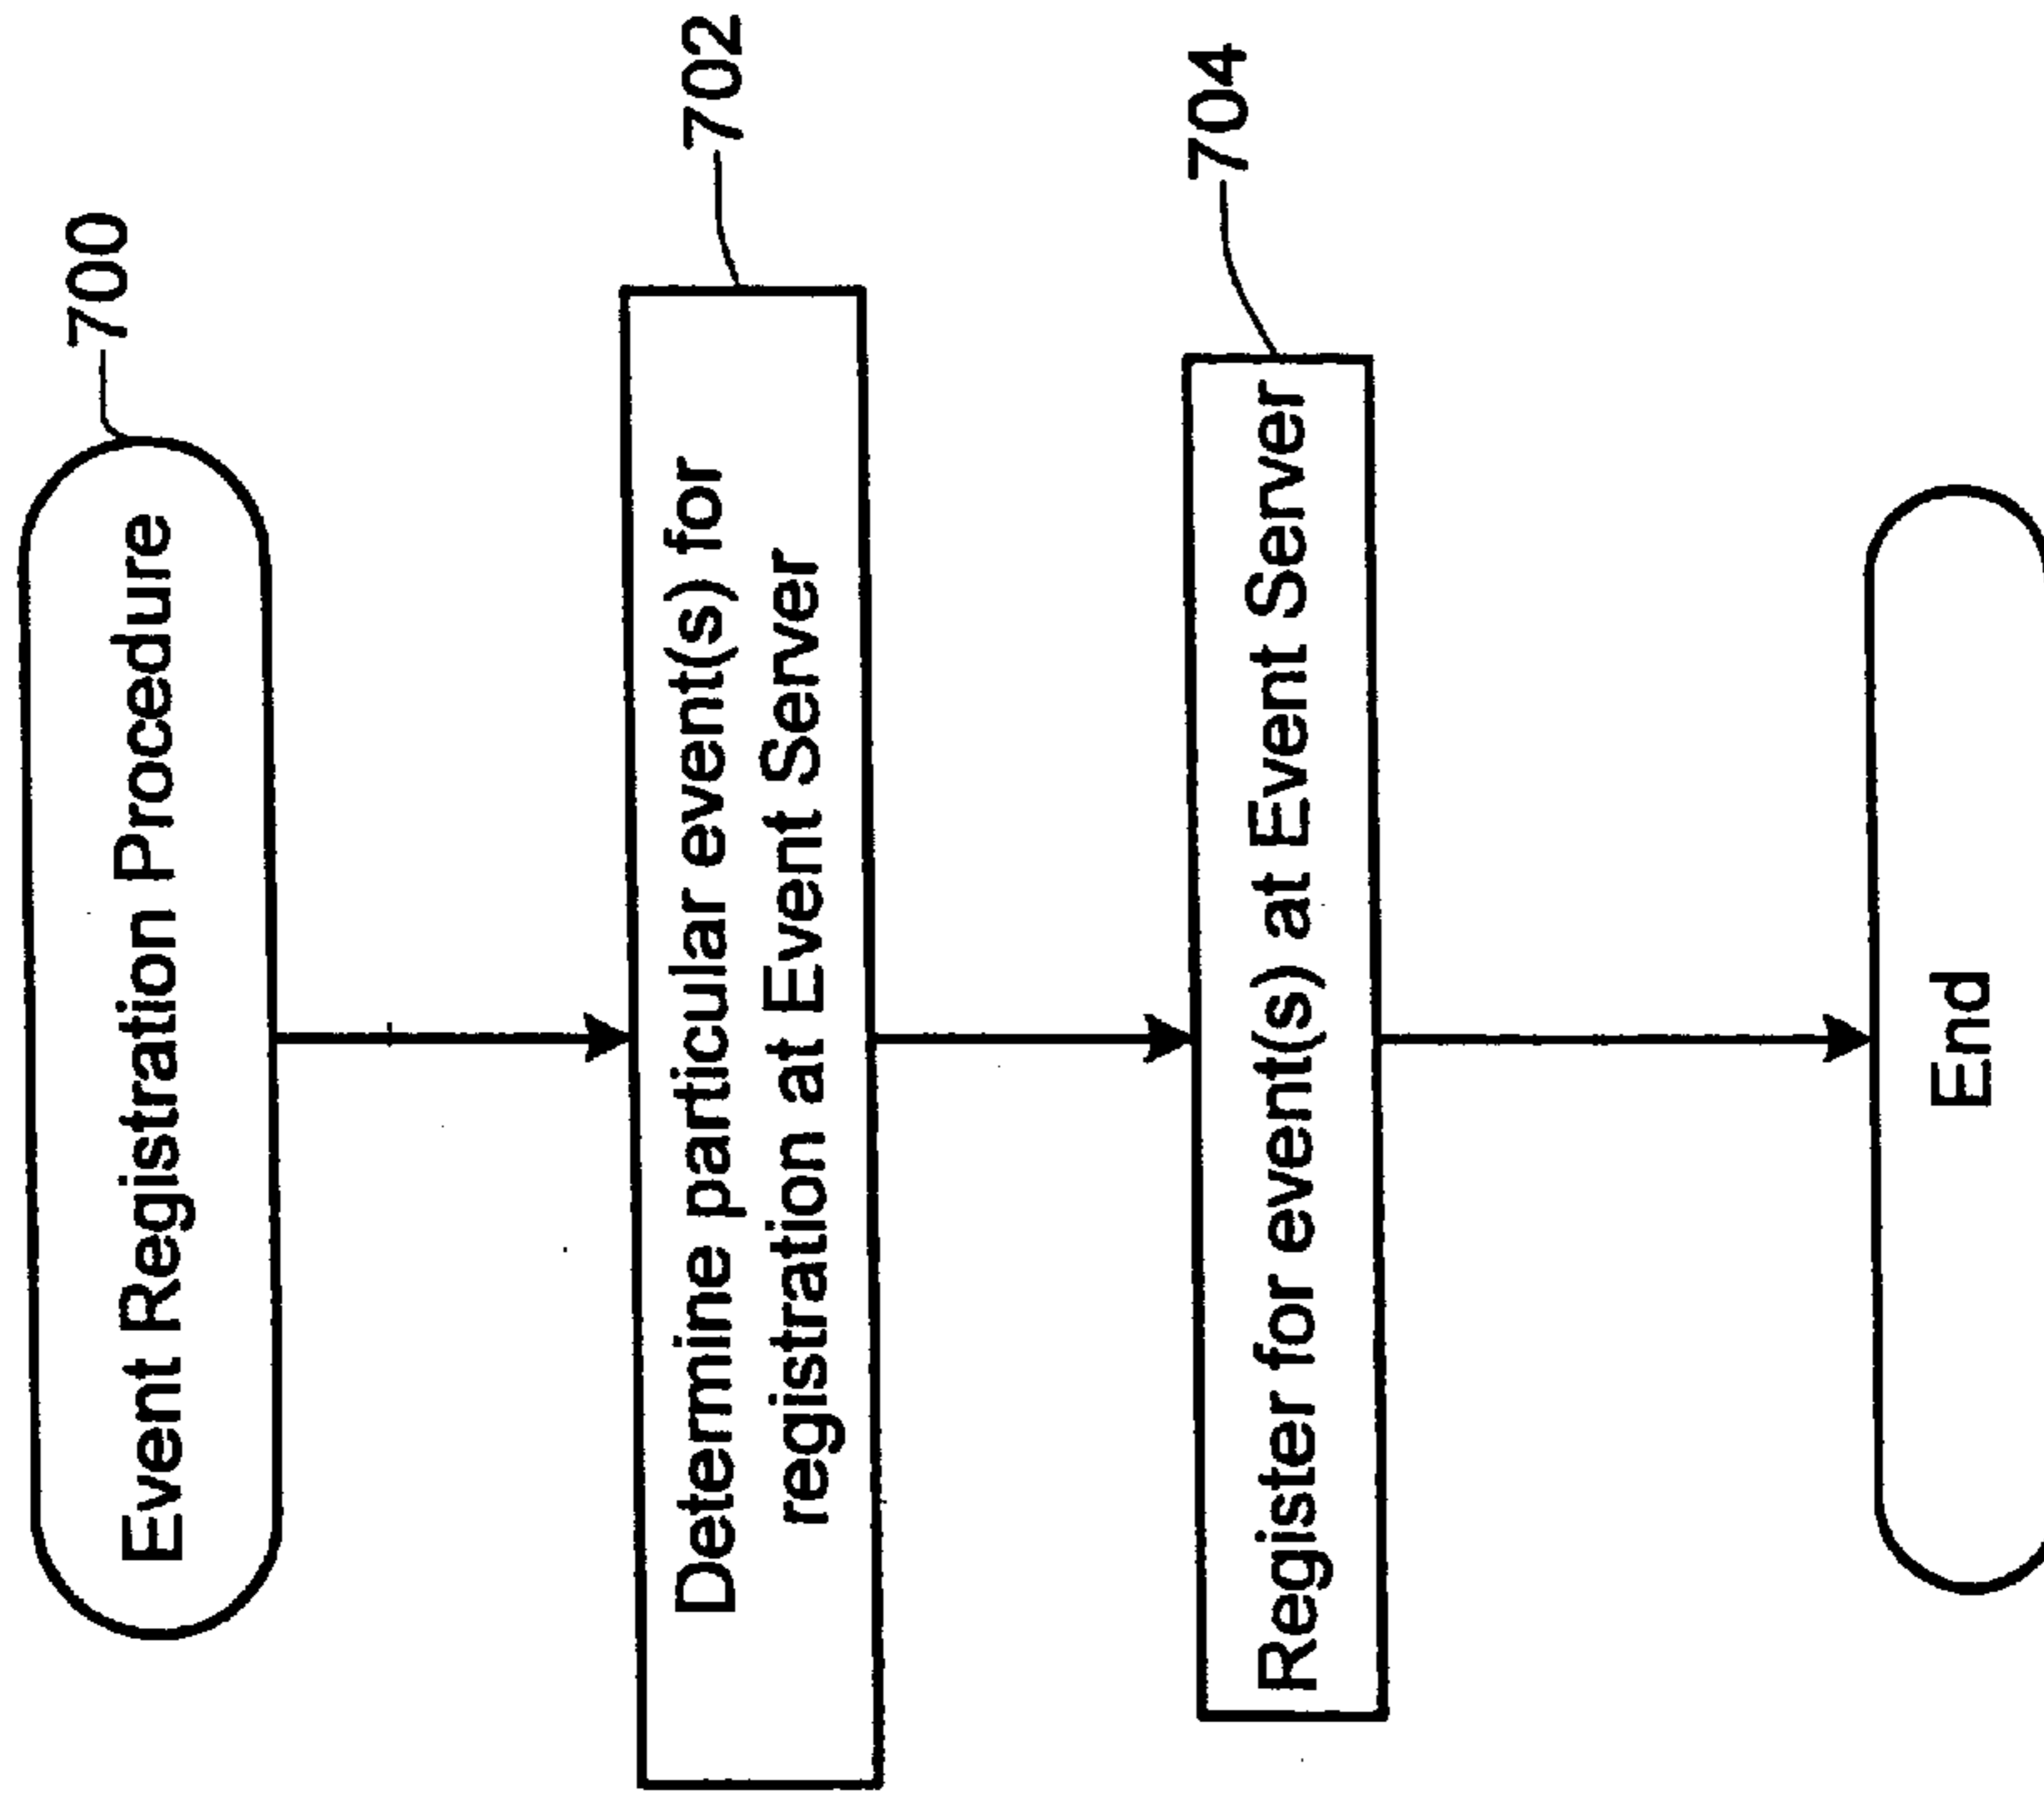 Event Registration Procedure
700
Determine particular event(s) for
registration at Event Server
702
Register for event(s) at Event Server
704
End